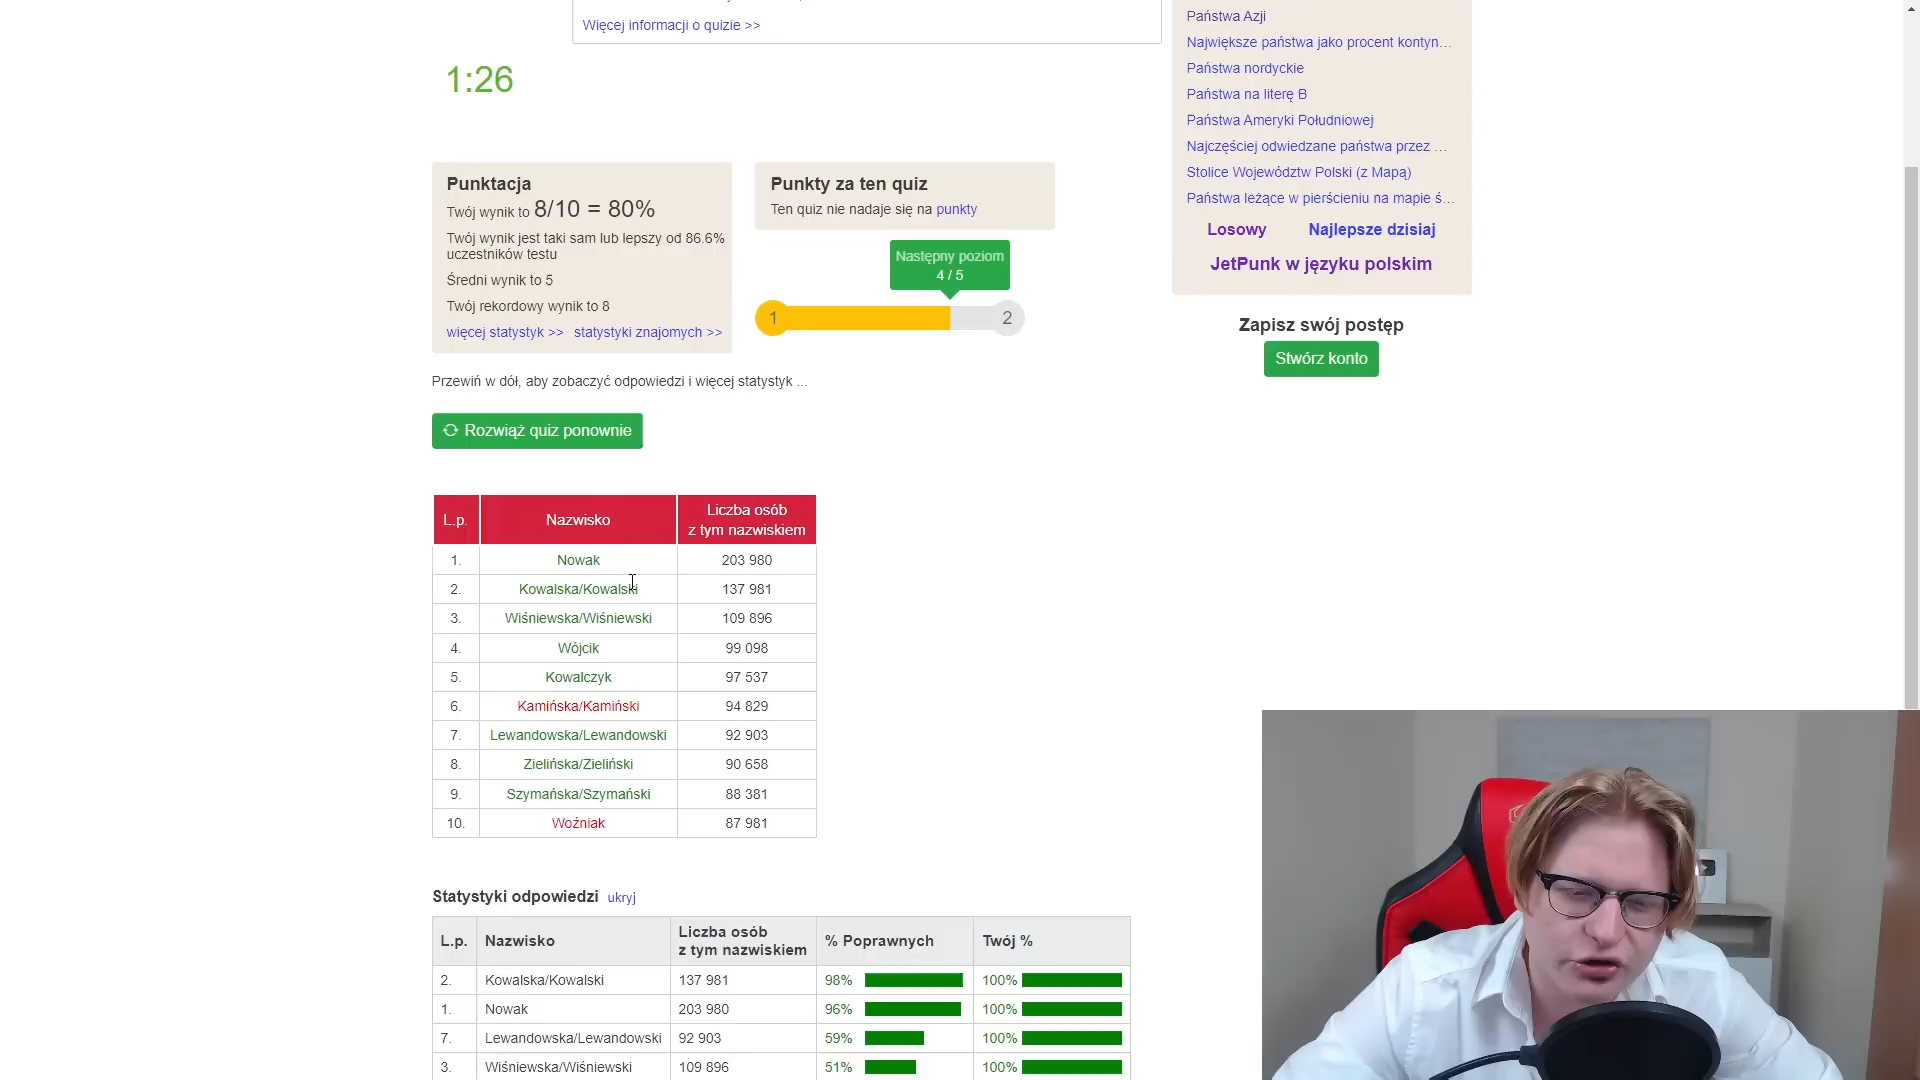 Więcej informacji o quizie >>
1:26
Punktacja
Twój wynik to 8/10 = 80%
Twój wynik jest taki sam lub lepszy od 86.6%
uczestników testu
Średni wynik to 5
Twój rekordowy wynik to 8
więcej statystyk >> statystyki znajomych >>
Punkty za ten quiz
Ten quiz nie nadaje się na punkty
Następny poziom
4 / 5
1 2
Przewiń w dół, aby zobaczyć odpowiedzi i więcej statystyk ...
Rozwiąż quiz ponownie
L.p. Nazwisko Liczba osób z tym nazwiskiem
1. Nowak 203 980
2. Kowalska/Kowalski 137 981
3. Wiśniewska/Wiśniewski 109 896
4. Wójcik 99 098
5. Kowalczyk 97 537
6. Kamińska/Kamiński 94 829
7. Lewandowska/Lewandowski 92 903
8. Zielińska/Zieliński 90 658
9. Szymańska/Szymański 88 381
10. Woźniak 87 981
Statystyki odpowiedzi ukryj
L.p. Nazwisko Liczba osób z tym nazwiskiem % Poprawnych Twój %
2. Kowalska/Kowalski 137 981 98% 100%
1. Nowak 203 980 96% 100%
7. Lewandowska/Lewandowski 92 903 59% 100%
3. Wiśniewska/Wiśniewski 109 896 51% 100%
Państwa Azji
Największe państwa jako procent kontyn...
Państwa nordyckie
Państwa na literę B
Państwa Ameryki Południowej
Najczęściej odwiedzane państwa przez ...
Stolice Województw Polski (z Mapą)
Państwa leżące w pierścieniu na mapie ś...
Losowy Najlepsze dzisiaj
JetPunk w języku polskim
Zapisz swój postęp
Stwórz konto